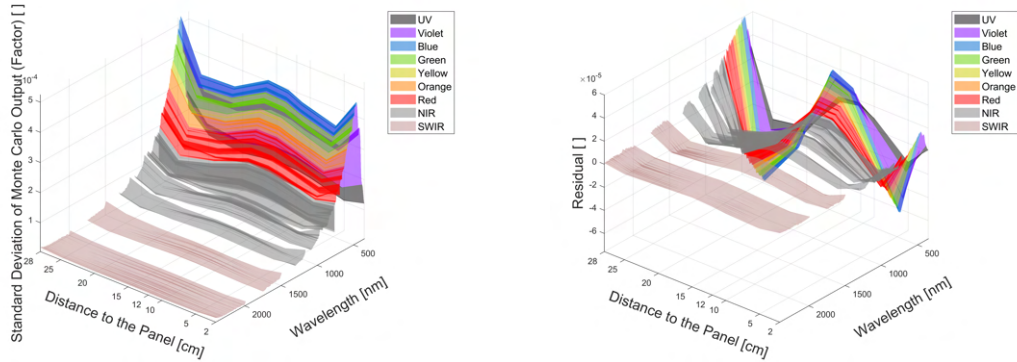 Standard Deviation of Monte Carlo Output (Factor) [ ]
10⁻⁴
5
4
3
2
1
28
25
20
15
12
10
5
2
Distance to the Panel [cm]
2000
1500
1000
500
Wavelength [nm]
UV
Violet
Blue
Green
Yellow
Orange
Red
NIR
SWIR
Residual [ ]
×10⁻⁵
6
4
2
0
-2
-4
-6
28
25
20
15
12
10
5
2
Distance to the Panel [cm]
2000
1500
1000
500
Wavelength [nm]
UV
Violet
Blue
Green
Yellow
Orange
Red
NIR
SWIR